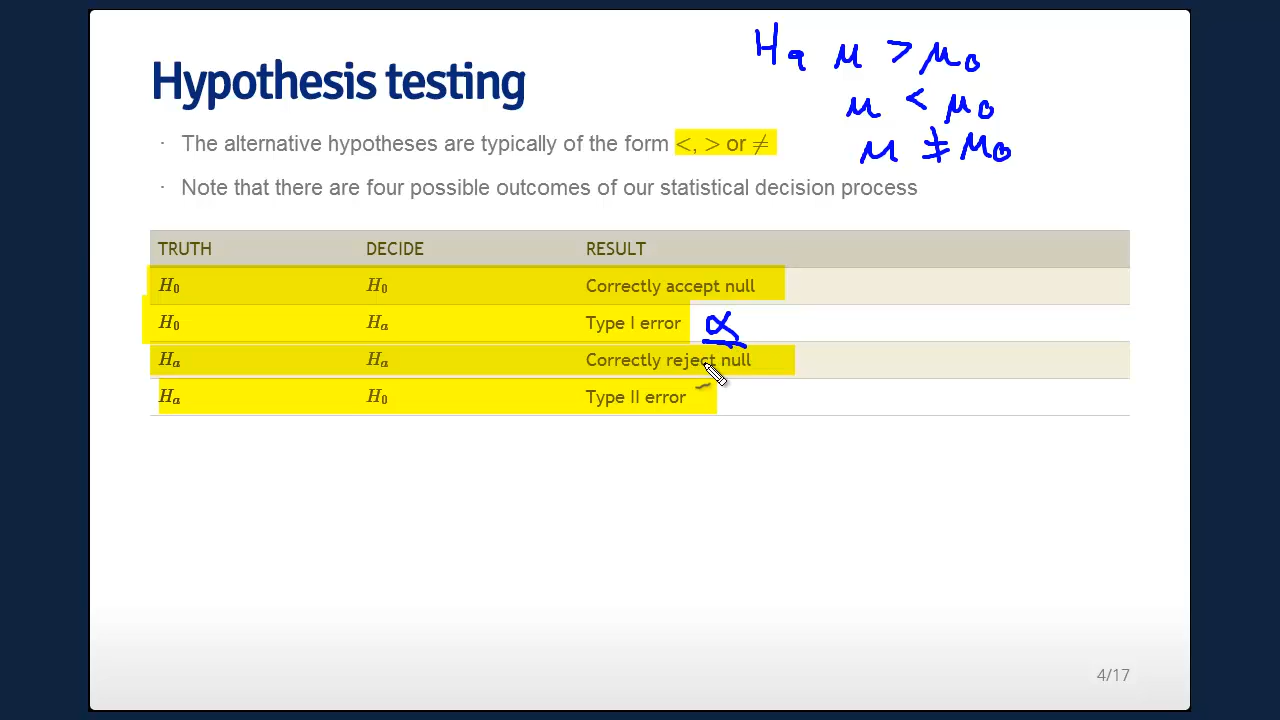 Hypothesis testing
Hₐ μ > μ₀
μ < μ₀
μ ≠ μ₀
· The alternative hypotheses are typically of the form <, > or ≠
· Note that there are four possible outcomes of our statistical decision process
TRUTH DECIDE RESULT
H₀ H₀ Correctly accept null
H₀ Hₐ Type I error α
Hₐ Hₐ Correctly reject null
Hₐ H₀ Type II error
4/17